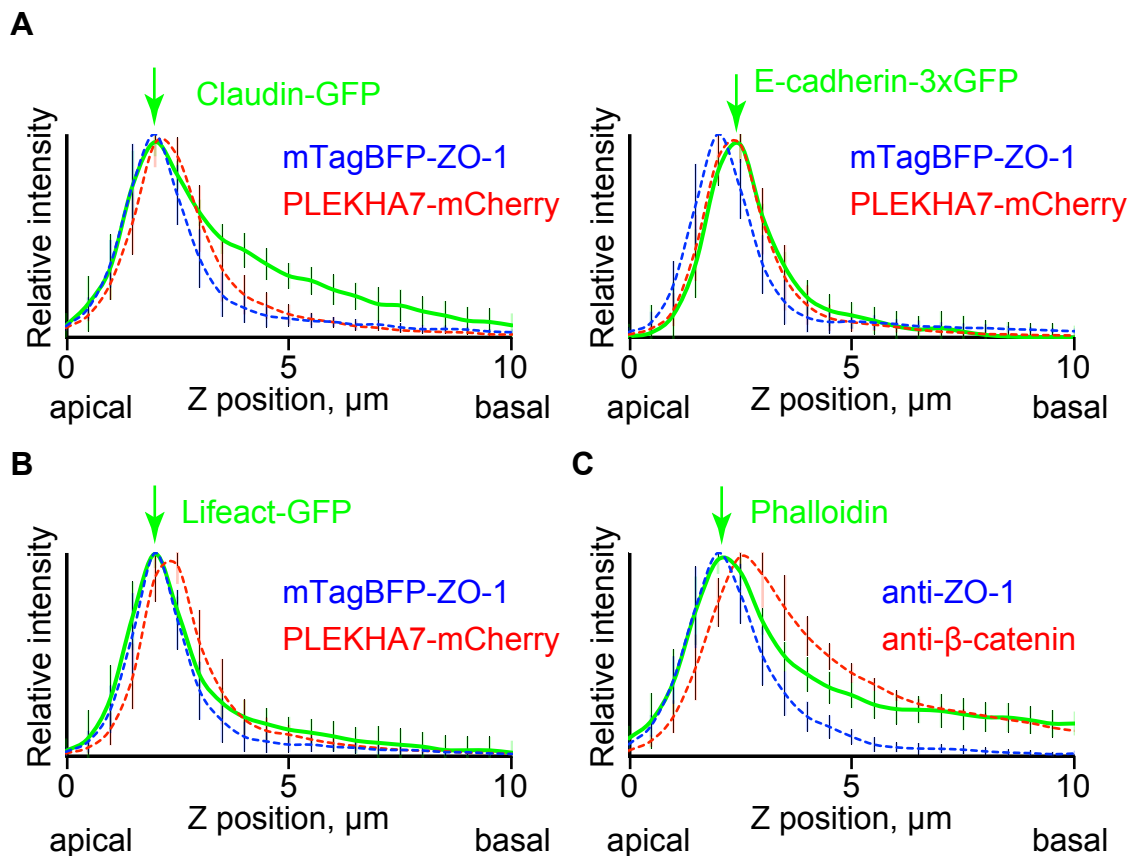 A
Claudin-GFP
mTagBFP-ZO-1
PLEKHA7-mCherry
Relative intensity
0
5
10
apical
Z position, µm
basal
E-cadherin-3xGFP
mTagBFP-ZO-1
PLEKHA7-mCherry
Relative intensity
0
5
10
apical
Z position, µm
basal
B
Lifeact-GFP
mTagBFP-ZO-1
PLEKHA7-mCherry
Relative intensity
0
5
10
apical
Z position, µm
basal
C
Phalloidin
anti-ZO-1
anti-β-catenin
Relative intensity
0
5
10
apical
Z position, µm
basal